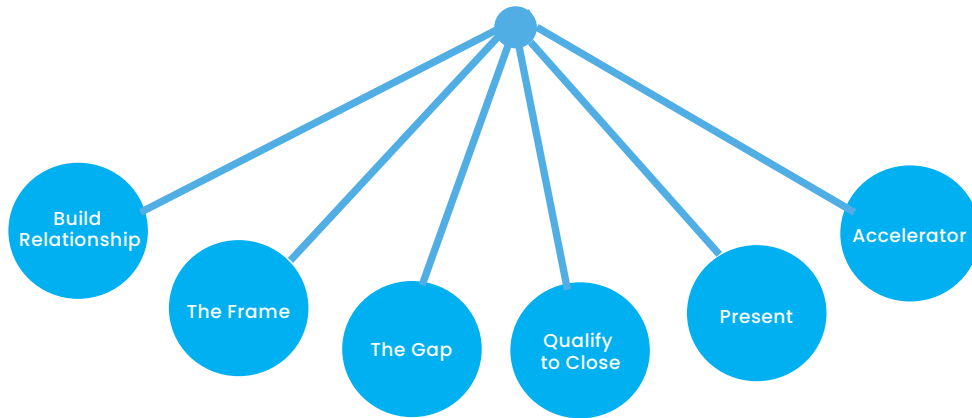 Build
Relationship
The Frame
The Gap
Qualify
to Close
Present
Accelerator